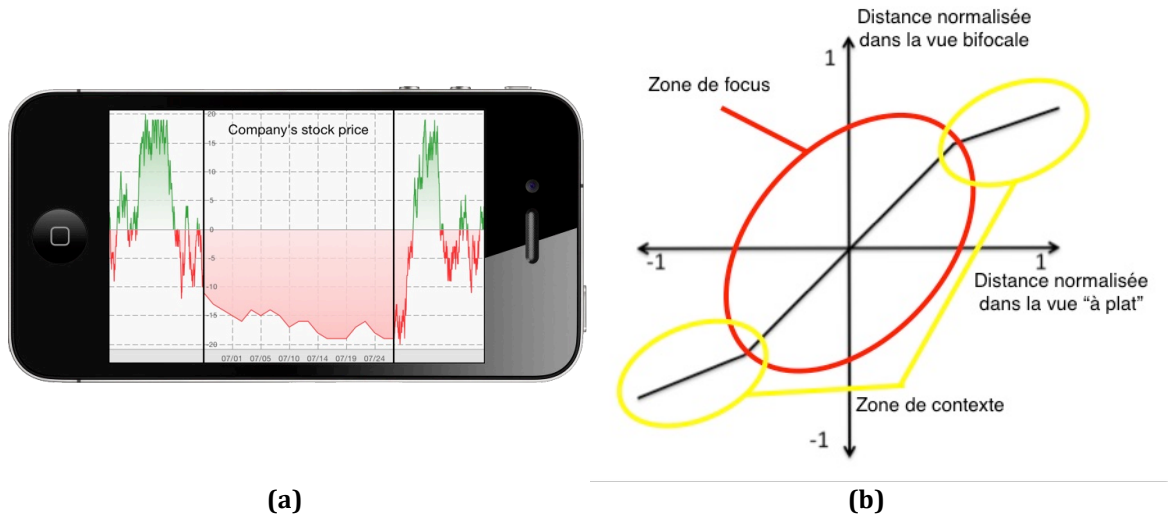 Company's stock price
20
15
10
5
0
-5
-10
-15
-20
07/01 07/05 07/10 07/14 07/19 07/24
(a)
Distance normalisée
dans la vue bifocale
1
Zone de focus
-1
1
Distance normalisée
dans la vue "à plat"
Zone de contexte
-1
(b)